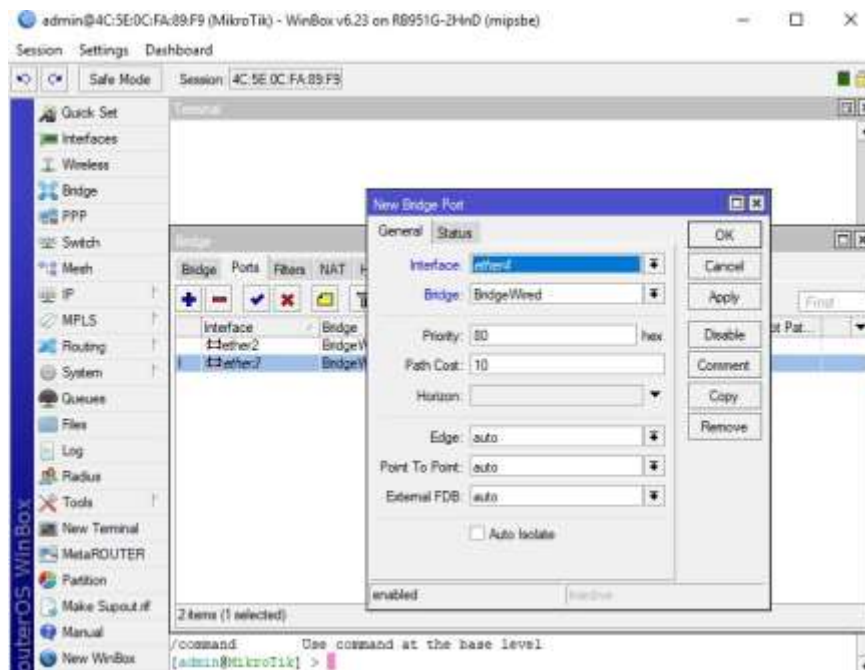 admin@4C:5E:0C:FA:89:F9 (MikroTik) - WinBox v6.23 on RB951G-2HnD (mipsbe)
Session Settings Dashboard
Safe Mode Session: 4C:5E:0C:FA:89:F9
Quick Set
Interfaces
Wireless
Bridge
PPP
Switch
Mesh
IP
MPLS
Routing
System
Queues
Files
Log
Radius
Tools
New Terminal
MetaROUTER
Partition
Make Supout.rif
Manual
New WinBox
RouterOS WinBox
Terminal
Bridge
Bridge Ports Filters NAT
Find
Interface Bridge
ether2
ether3
2 items (1 selected)
New Bridge Port
General Status
Interface: ether4
Bridge: BridgeWired
Priority: 80 hex
Path Cost: 10
Horizon:
Edge: auto
Point To Point: auto
External FDB: auto
Auto Isolate
enabled
OK
Cancel
Apply
Disable
Comment
Copy
Remove
/command Use command at the base level
[admin@MikroTik] >